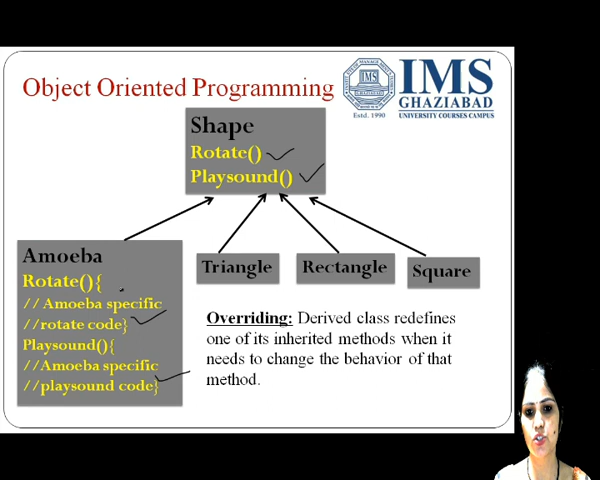 Object Oriented Programming
IMS
IMS
GHAZIABAD
UNIVERSITY COURSES CAMPUS
Estd. 1990
Shape
Rotate()
Playsound()
Amoeba
Rotate(){
// Amoeba specific
//rotate code}
Playsound(){
//Amoeba specific
//playsound code}
Triangle
Rectangle
Square
Overriding: Derived class redefines
one of its inherited methods when it
needs to change the behavior of that
method.